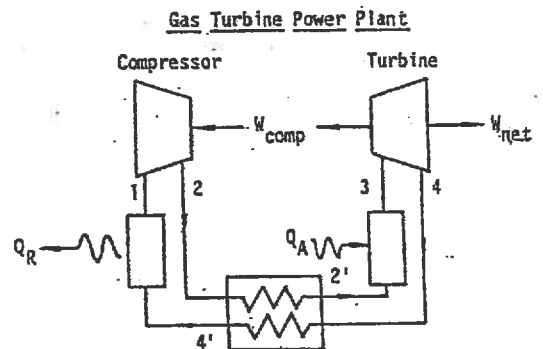 Gas Turbine Power Plant
Compressor
Turbine
W comp
W net
1
2
3
4
Q R
Q A
2'
4'